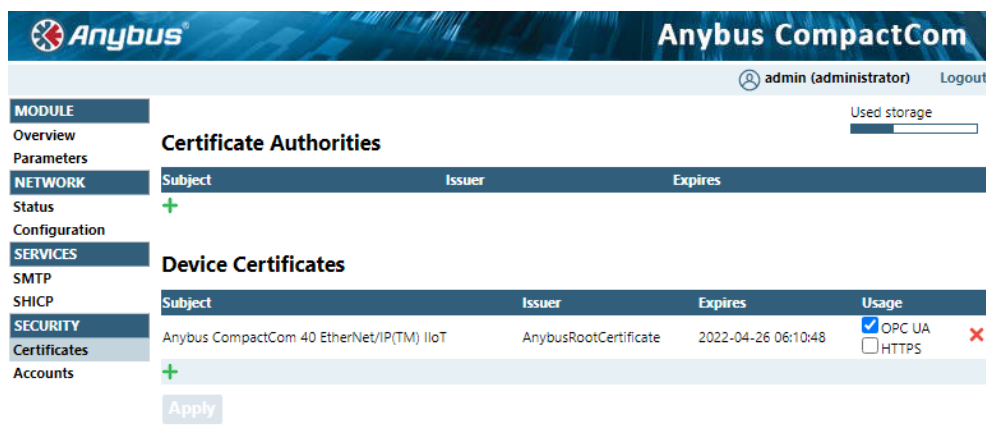 Anybus®
Anybus CompactCom
admin (administrator) Logout
MODULE
Overview
Parameters
NETWORK
Status
Configuration
SERVICES
SMTP
SHICP
SECURITY
Certificates
Accounts
Used storage
Certificate Authorities
Subject Issuer Expires
Device Certificates
Subject Issuer Expires Usage
Anybus CompactCom 40 EtherNet/IP(TM) IIoT AnybusRootCertificate 2022-04-26 06:10:48 OPC UA
HTTPS
Apply